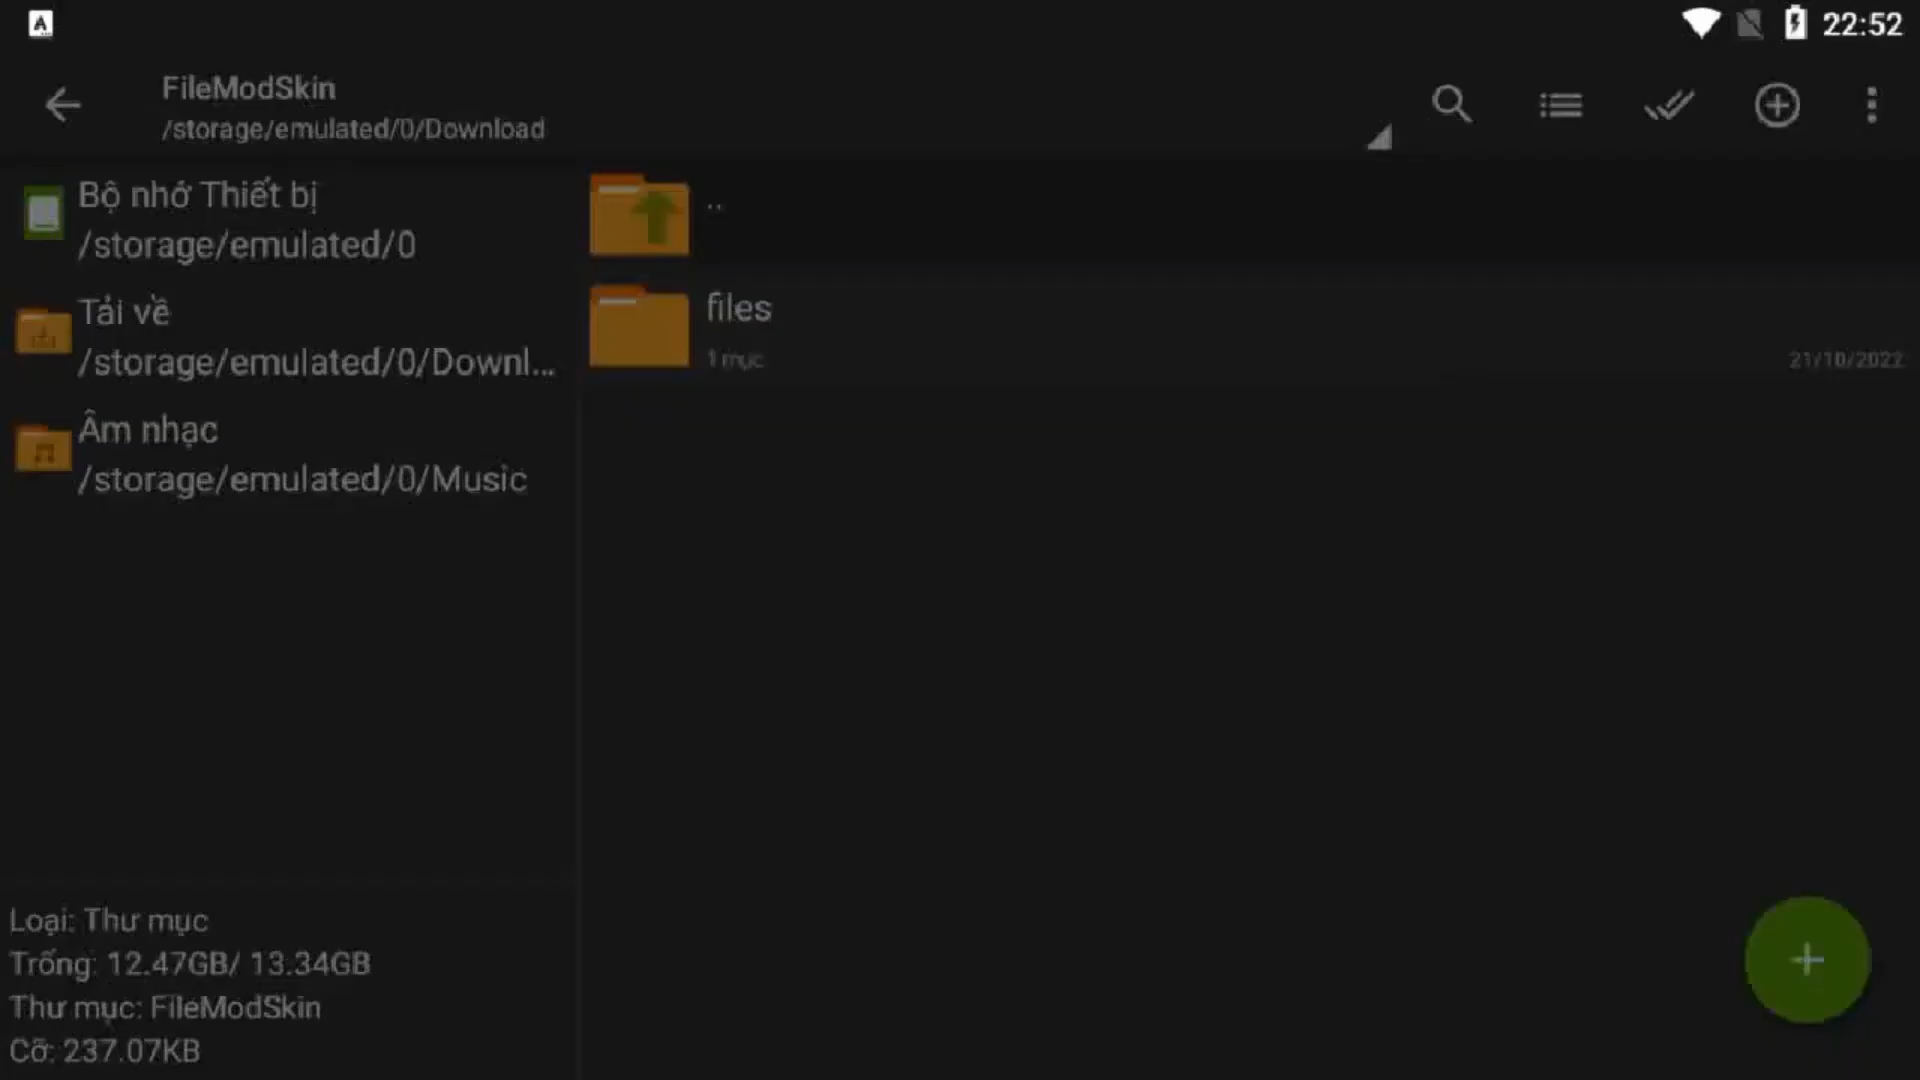 22:52
FileModSkin
/storage/emulated/0/Download
Bộ nhớ Thiết bị
/storage/emulated/0
Tải về
/storage/emulated/0/Downl...
Âm nhạc
/storage/emulated/0/Music
..
files
1 mục
21/10/2022
Loại: Thư mục
Trống: 12.47GB/ 13.34GB
Thư mục: FileModSkin
Cỡ: 237.07KB